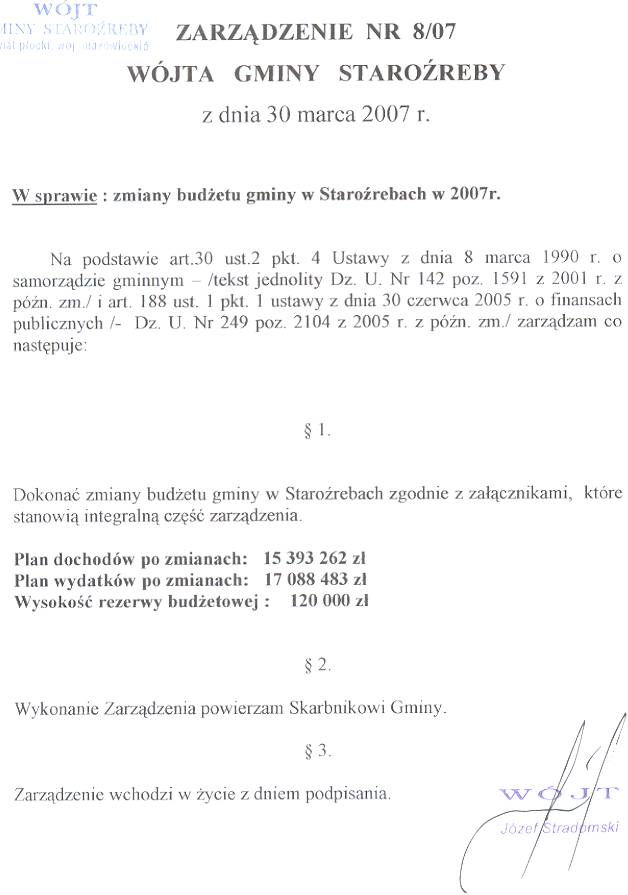 WÓJT
GMINY STAROŹREBY
płocki, woj. mazowieckie
ZARZĄDZENIE NR 8/07
WÓJTA GMINY STAROŹREBY
z dnia 30 marca 2007 r.
W sprawie : zmiany budżetu gminy w Staroźrebach w 2007r.
Na podstawie art.30 ust.2 pkt. 4 Ustawy z dnia 8 marca 1990 r. o
samorządzie gminnym – /tekst jednolity Dz. U. Nr 142 poz. 1591 z 2001 r. z
późn. zm./ i art. 188 ust. 1 pkt. 1 ustawy z dnia 30 czerwca 2005 r. o finansach
publicznych /- Dz. U. Nr 249 poz. 2104 z 2005 r. z późn. zm./ zarządzam co
następuje:
§ 1.
Dokonać zmiany budżetu gminy w Staroźrebach zgodnie z załącznikami, które
stanowią integralną część zarządzenia.
Plan dochodów po zmianach: 15 393 262 zł
Plan wydatków po zmianach: 17 088 483 zł
Wysokość rezerwy budżetowej : 120 000 zł
§ 2.
Wykonanie Zarządzenia powierzam Skarbnikowi Gminy.
§ 3.
Zarządzenie wchodzi w życie z dniem podpisania.
WÓJT
Józef Stradomski